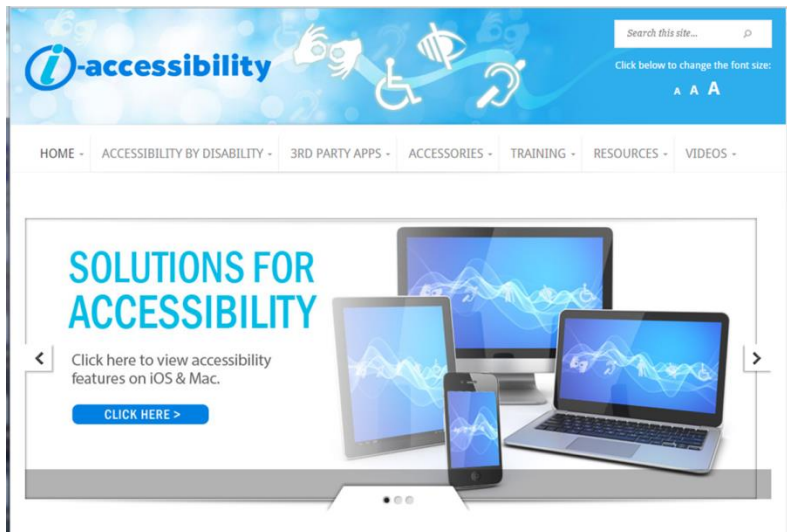 i-accessibility
Search this site...
Click below to change the font size:
A A A
HOME
ACCESSIBILITY BY DISABILITY
3RD PARTY APPS
ACCESSORIES
TRAINING
RESOURCES
VIDEOS
SOLUTIONS FOR
ACCESSIBILITY
Click here to view accessibility
features on iOS & Mac.
CLICK HERE >